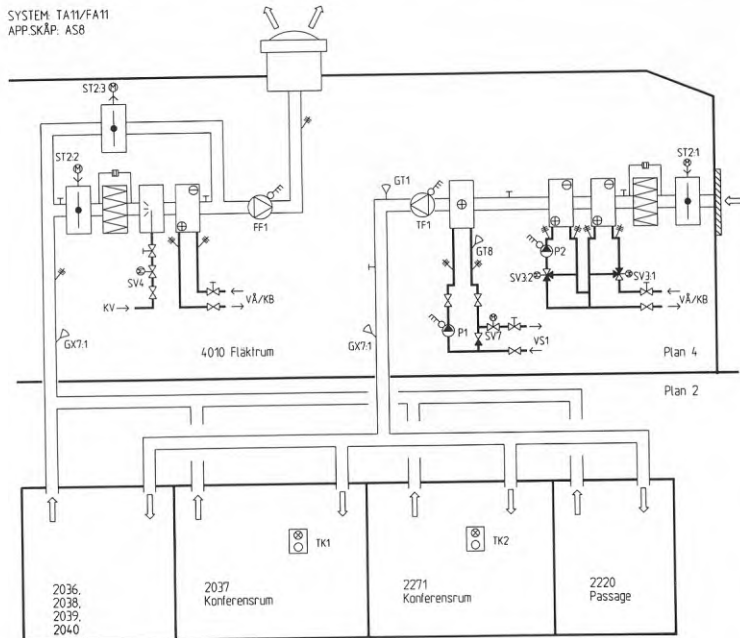 SYSTEM: TA11/FA11
APP.SKÅP: AS8
ST2:3
M
ST2:2
M
SV4
KV
VÅ/KB
FF1
GX7:1
4010 Fläktrum
GT1
TF1
GT8
P1
M
SV7
VS1
GX7:1
P2
SV3:2
SV3:1
VÅ/KB
ST2:1
M
Plan 4
Plan 2
TK1
TK2
2036,
2038,
2039,
2040
2037
Konferensrum
2271
Konferensrum
2220
Passage